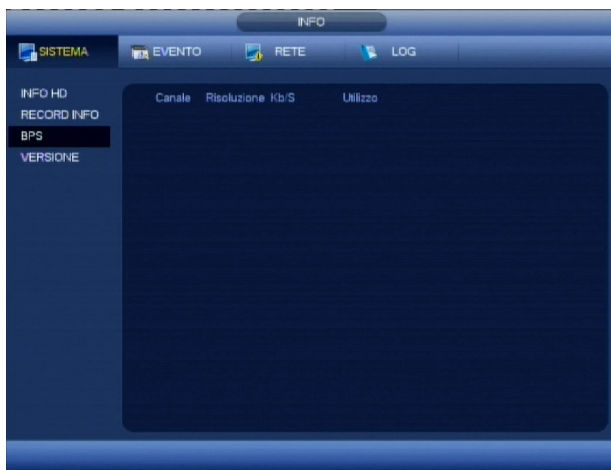 INFO
SISTEMA EVENTO RETE LOG
INFO HD
RECORD INFO
BPS
VERSIONE
Canale Risoluzione Kb/S Utilizzo